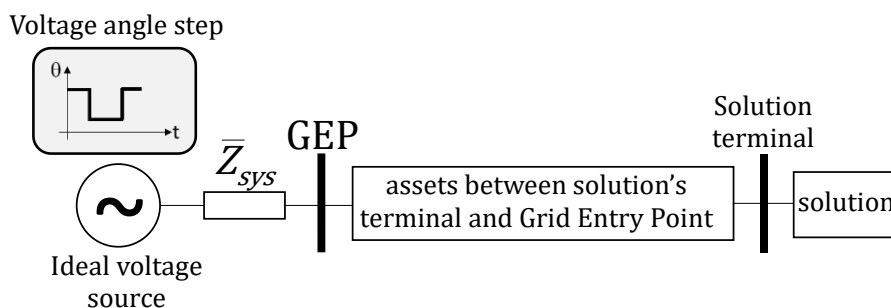 Voltage angle step
θ
t
Z̅sys
GEP
Solution
terminal
assets between solution's
terminal and Grid Entry Point
solution
~
Ideal voltage
source